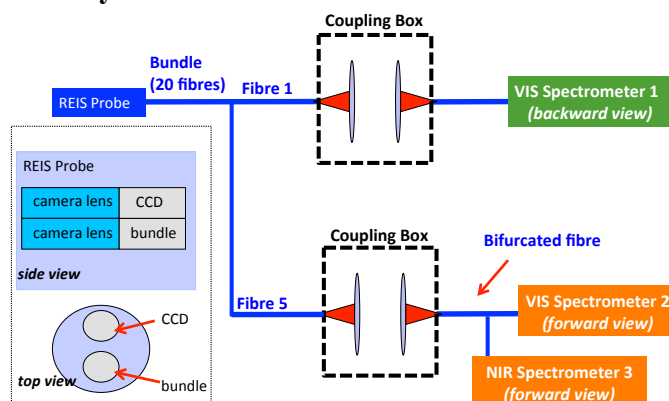 Coupling Box
Bundle
(20 fibres)
Fibre 1
REIS Probe
VIS Spectrometer 1
(backward view)
REIS Probe
camera lens
CCD
camera lens
bundle
side view
CCD
bundle
top view
Coupling Box
Bifurcated fibre
Fibre 5
VIS Spectrometer 2
(forward view)
NIR Spectrometer 3
(forward view)